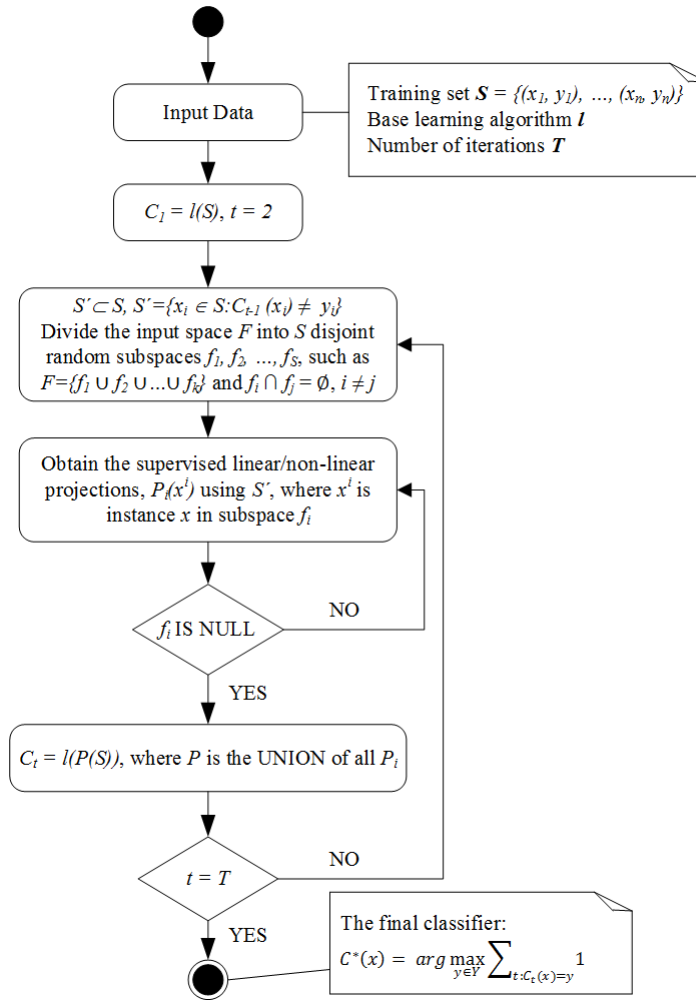 Input Data
Training set S = {(x₁, y₁), ..., (xₙ, yₙ)}
Base learning algorithm l
Number of iterations T
C₁ = l(S), t = 2
S´ ⊂ S, S´={xᵢ ∈ S:Cₜ₋₁ (xᵢ) ≠ yᵢ}
Divide the input space F into S disjoint
random subspaces f₁, f₂, ..., f_S, such as
F={f₁ ∪ f₂ ∪ ...∪ fₖ} and fᵢ ∩ fⱼ = ∅, i ≠ j
Obtain the supervised linear/non-linear
projections, Pᵢ(xⁱ) using S´, where xⁱ is
instance x in subspace fᵢ
fᵢ IS NULL
NO
YES
Cₜ = l(P(S)), where P is the UNION of all Pᵢ
t = T
NO
YES
The final classifier:
C*(x) = arg max_{y∈Y} ∑_{t:Cₜ(x)=y} 1